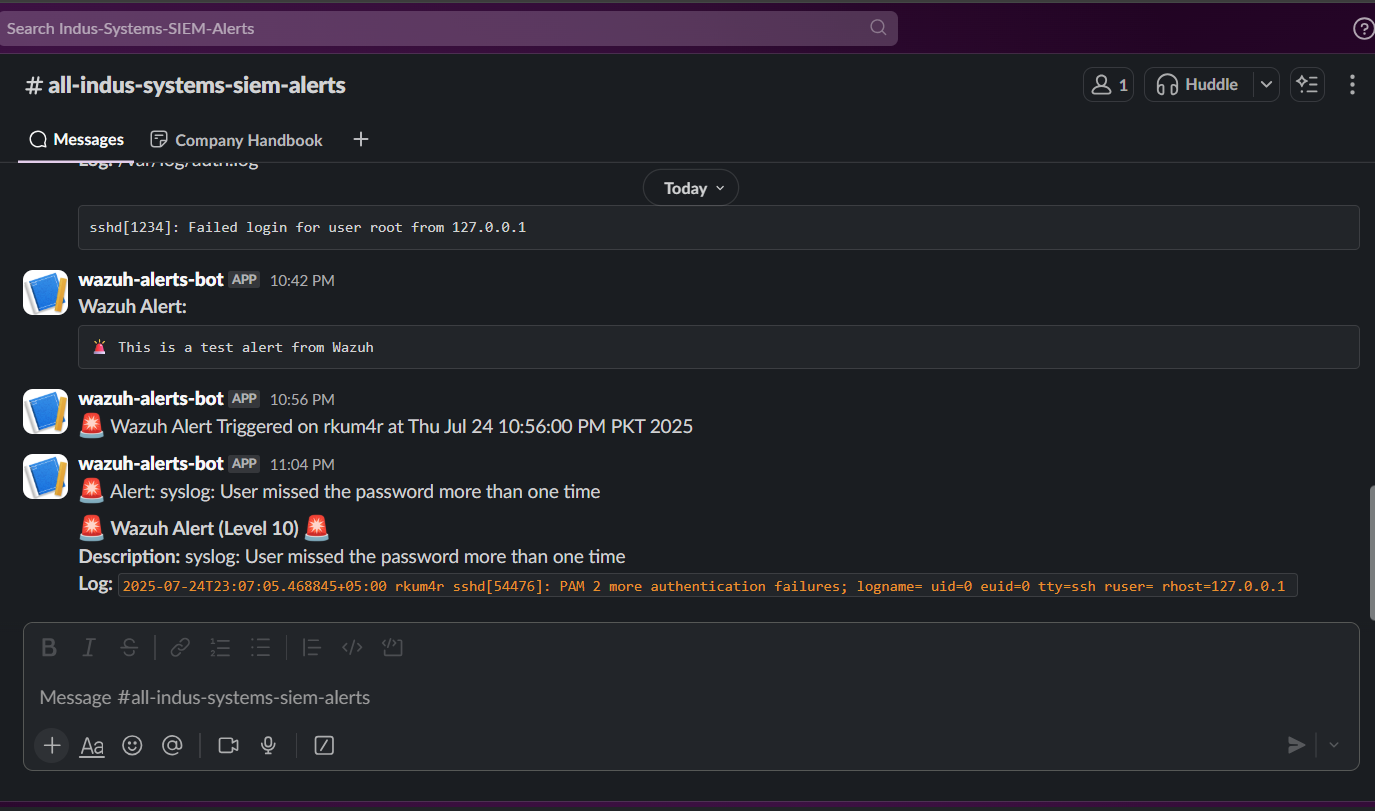 Search Indus-Systems-SIEM-Alerts
# all-indus-systems-siem-alerts
1
Huddle
Messages
Company Handbook
Log: /var/log/auth.log
Today
sshd[1234]: Failed login for user root from 127.0.0.1
wazuh-alerts-bot APP 10:42 PM
Wazuh Alert:
🚨 This is a test alert from Wazuh
wazuh-alerts-bot APP 10:56 PM
🚨 Wazuh Alert Triggered on rkum4r at Thu Jul 24 10:56:00 PM PKT 2025
wazuh-alerts-bot APP 11:04 PM
🚨 Alert: syslog: User missed the password more than one time
🚨 Wazuh Alert (Level 10) 🚨
Description: syslog: User missed the password more than one time
Log: 2025-07-24T23:07:05.468845+05:00 rkum4r sshd[54476]: PAM 2 more authentication failures; logname= uid=0 euid=0 tty=ssh ruser= rhost=127.0.0.1
Message #all-indus-systems-siem-alerts
Aa